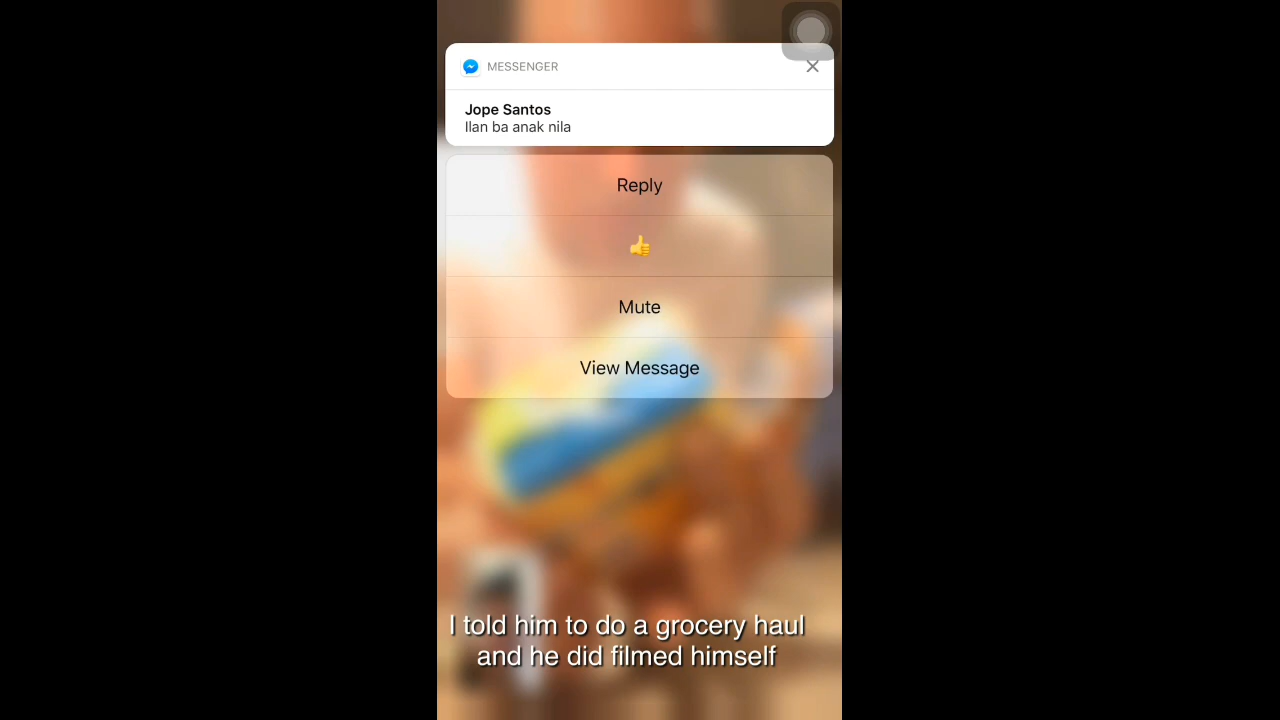 MESSENGER
Jope Santos
Ilan ba anak nila
Reply
👍
Mute
View Message
I told him to do a grocery haul
and he did filmed himself